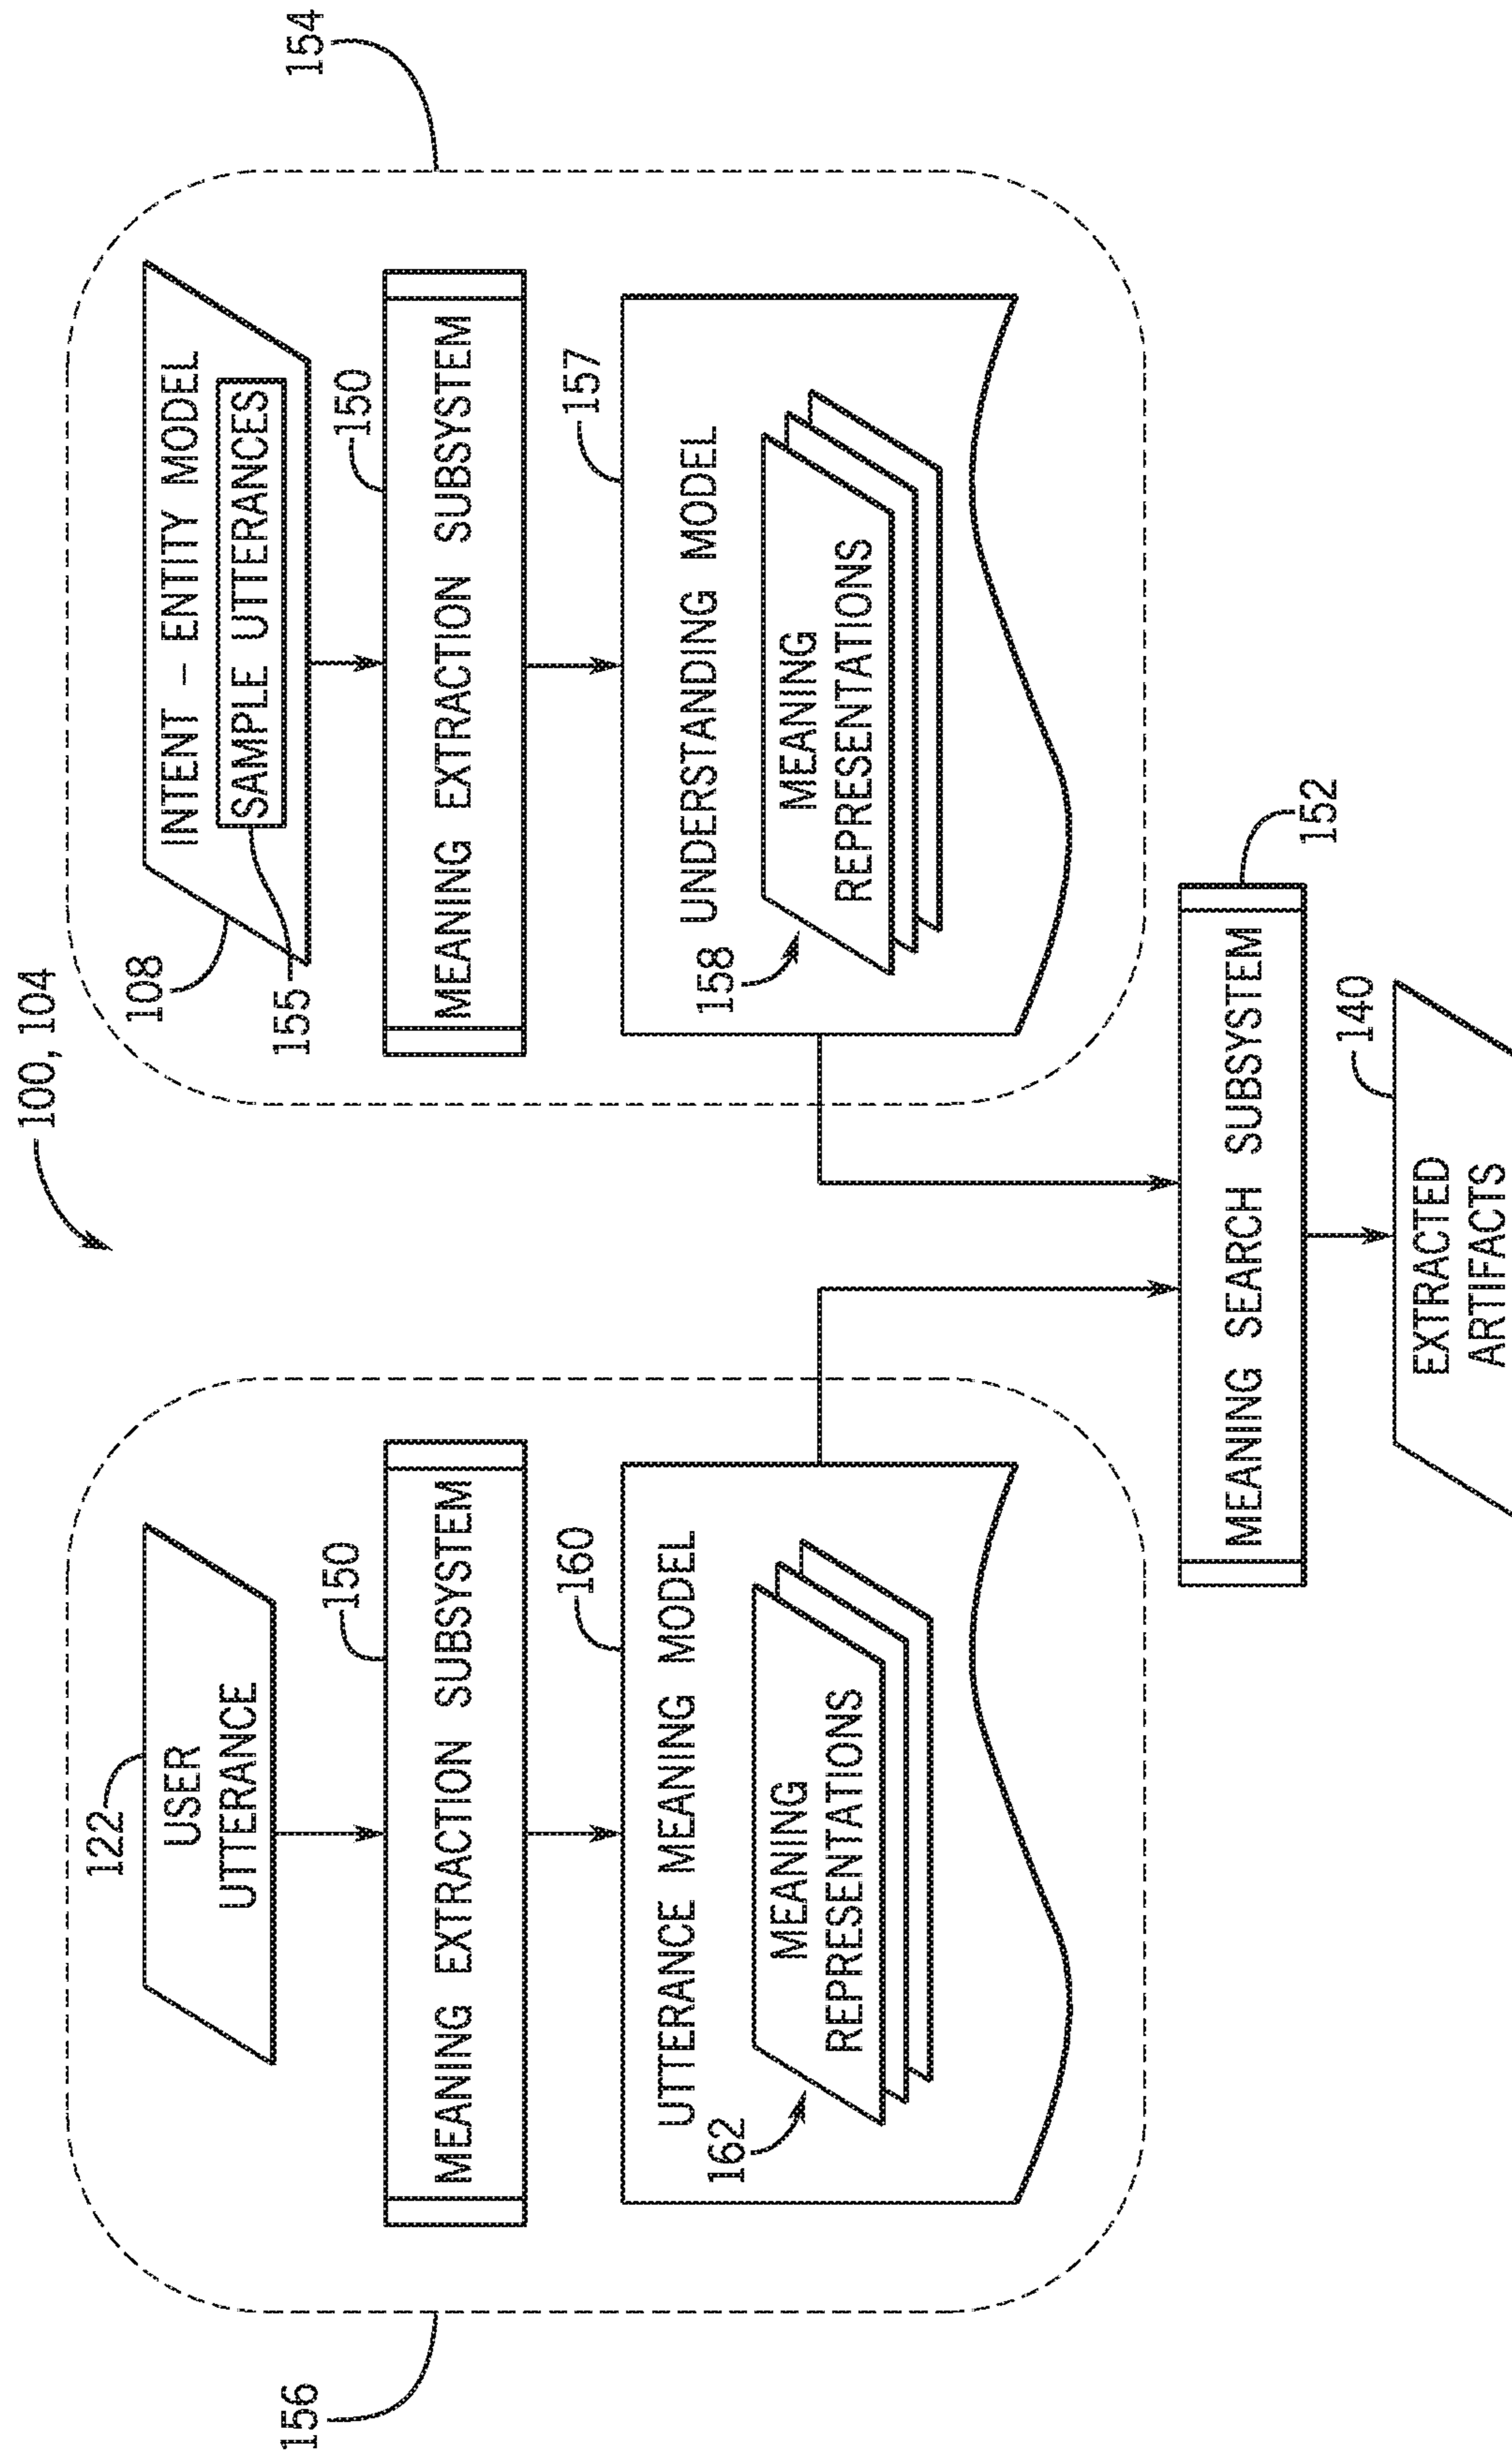 100, 104
156
122
USER
UTTERANCE
150
MEANING EXTRACTION SUBSYSTEM
160
UTTERANCE MEANING MODEL
162
MEANING
REPRESENTATIONS
154
108
INTENT – ENTITY MODEL
155
SAMPLE UTTERANCES
150
MEANING EXTRACTION SUBSYSTEM
157
UNDERSTANDING MODEL
158
MEANING
REPRESENTATIONS
152
MEANING SEARCH SUBSYSTEM
140
EXTRACTED
ARTIFACTS